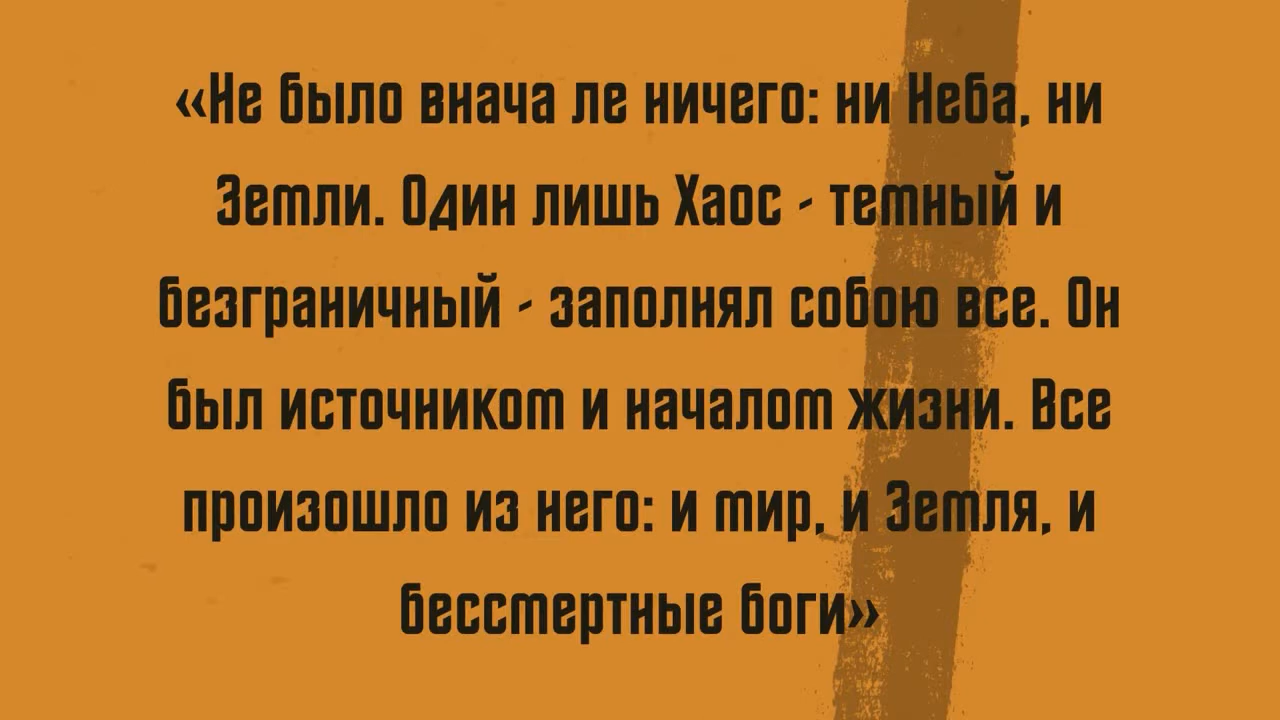 «Не было внача ле ничего: ни Неба, ни
Земли. Один лишь Хаос - темный и
безграничный - заполнял собою все. Он
был источником и началом жизни. Все
произошло из него: и мир, и Земля, и
бессмертные боги»